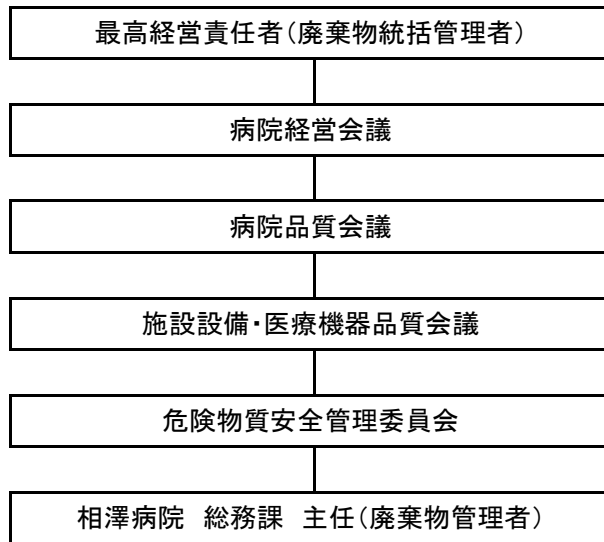 最高経営責任者（廃棄物統括管理者）
病院経営会議
病院品質会議
施設設備・医療機器品質会議
危険物質安全管理委員会
相澤病院　総務課　主任（廃棄物管理者）